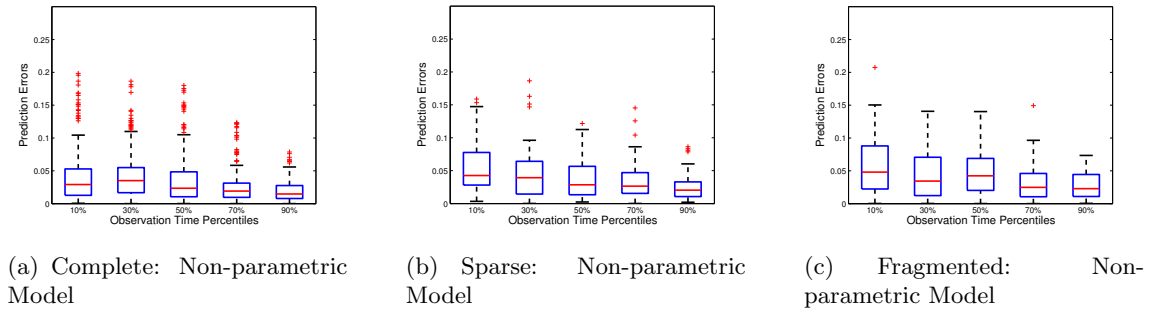 0.25
0.2
0.15
0.1
0.05
0
Prediction Errors
10% 30% 50% 70% 90%
Observation Time Percentiles
(a) Complete: Non-parametric
Model
0.25
0.2
0.15
0.1
0.05
0
Prediction Errors
10% 30% 50% 70% 90%
Observation Time Percentiles
(b) Sparse: Non-parametric
Model
0.25
0.2
0.15
0.1
0.05
0
Prediction Errors
10% 30% 50% 70% 90%
Observation Time Percentiles
(c) Fragmented: Non-
parametric Model